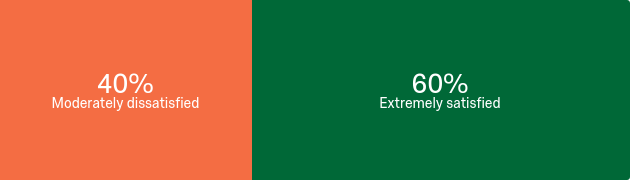 40%
Moderately dissatisfied
60%
Extremely satisfied